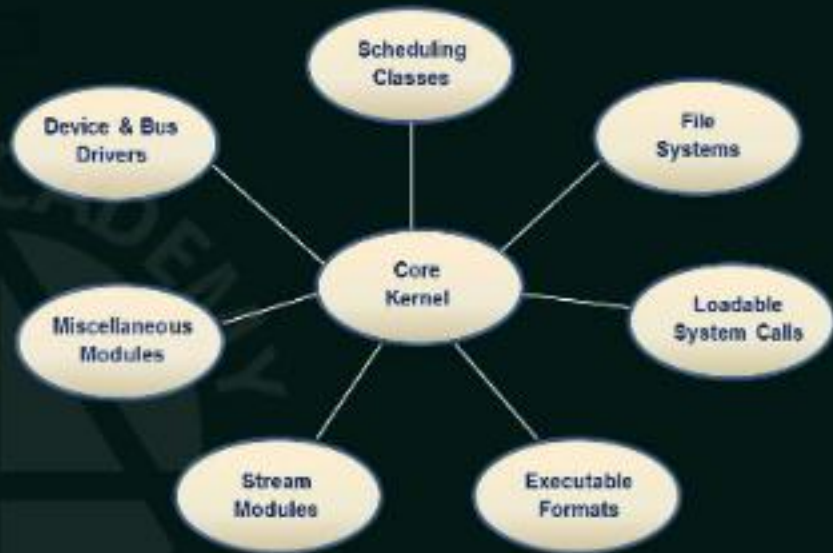 Scheduling
Classes
Device & Bus
Drivers
File
Systems
Core
Kernel
Miscellaneous
Modules
Loadable
System Calls
Stream
Modules
Executable
Formats